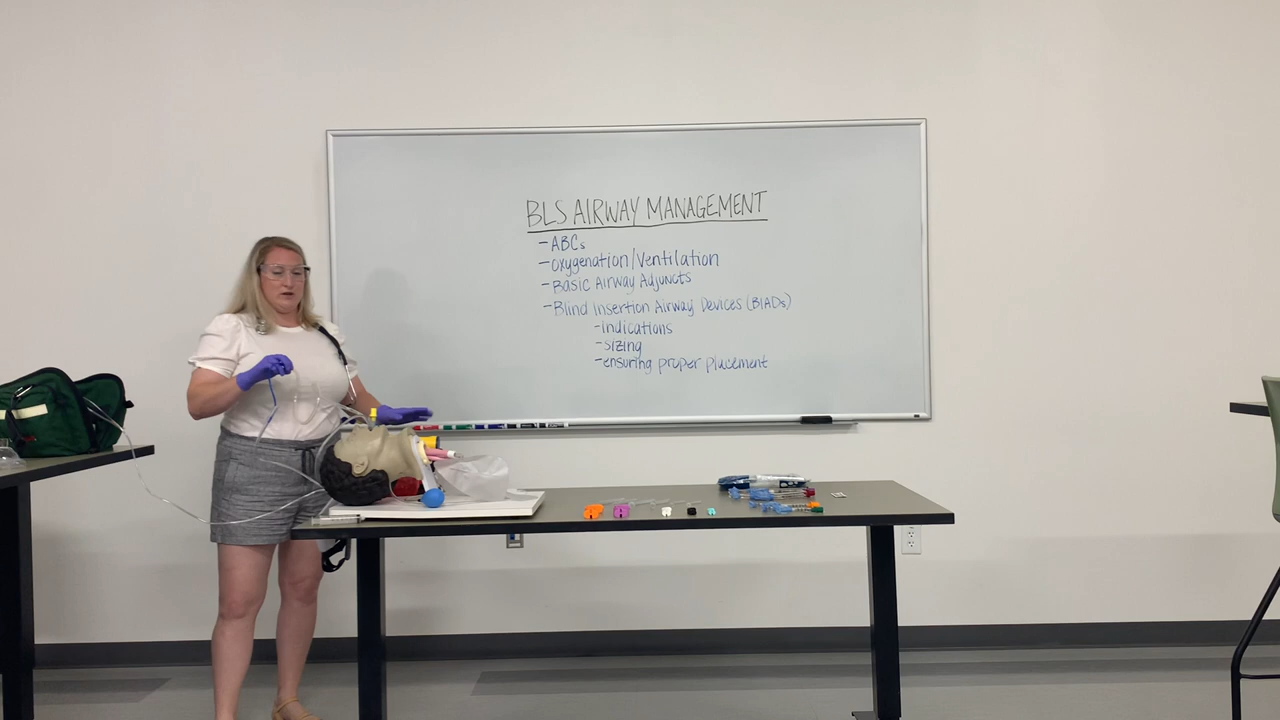 BLS AIRWAY MANAGEMENT
-ABCs
-Oxygenation/Ventilation
-Basic Airway Adjuncts
-Blind Insertion Airway Devices (BIADs)
-indications
-sizing
-ensuring proper placement